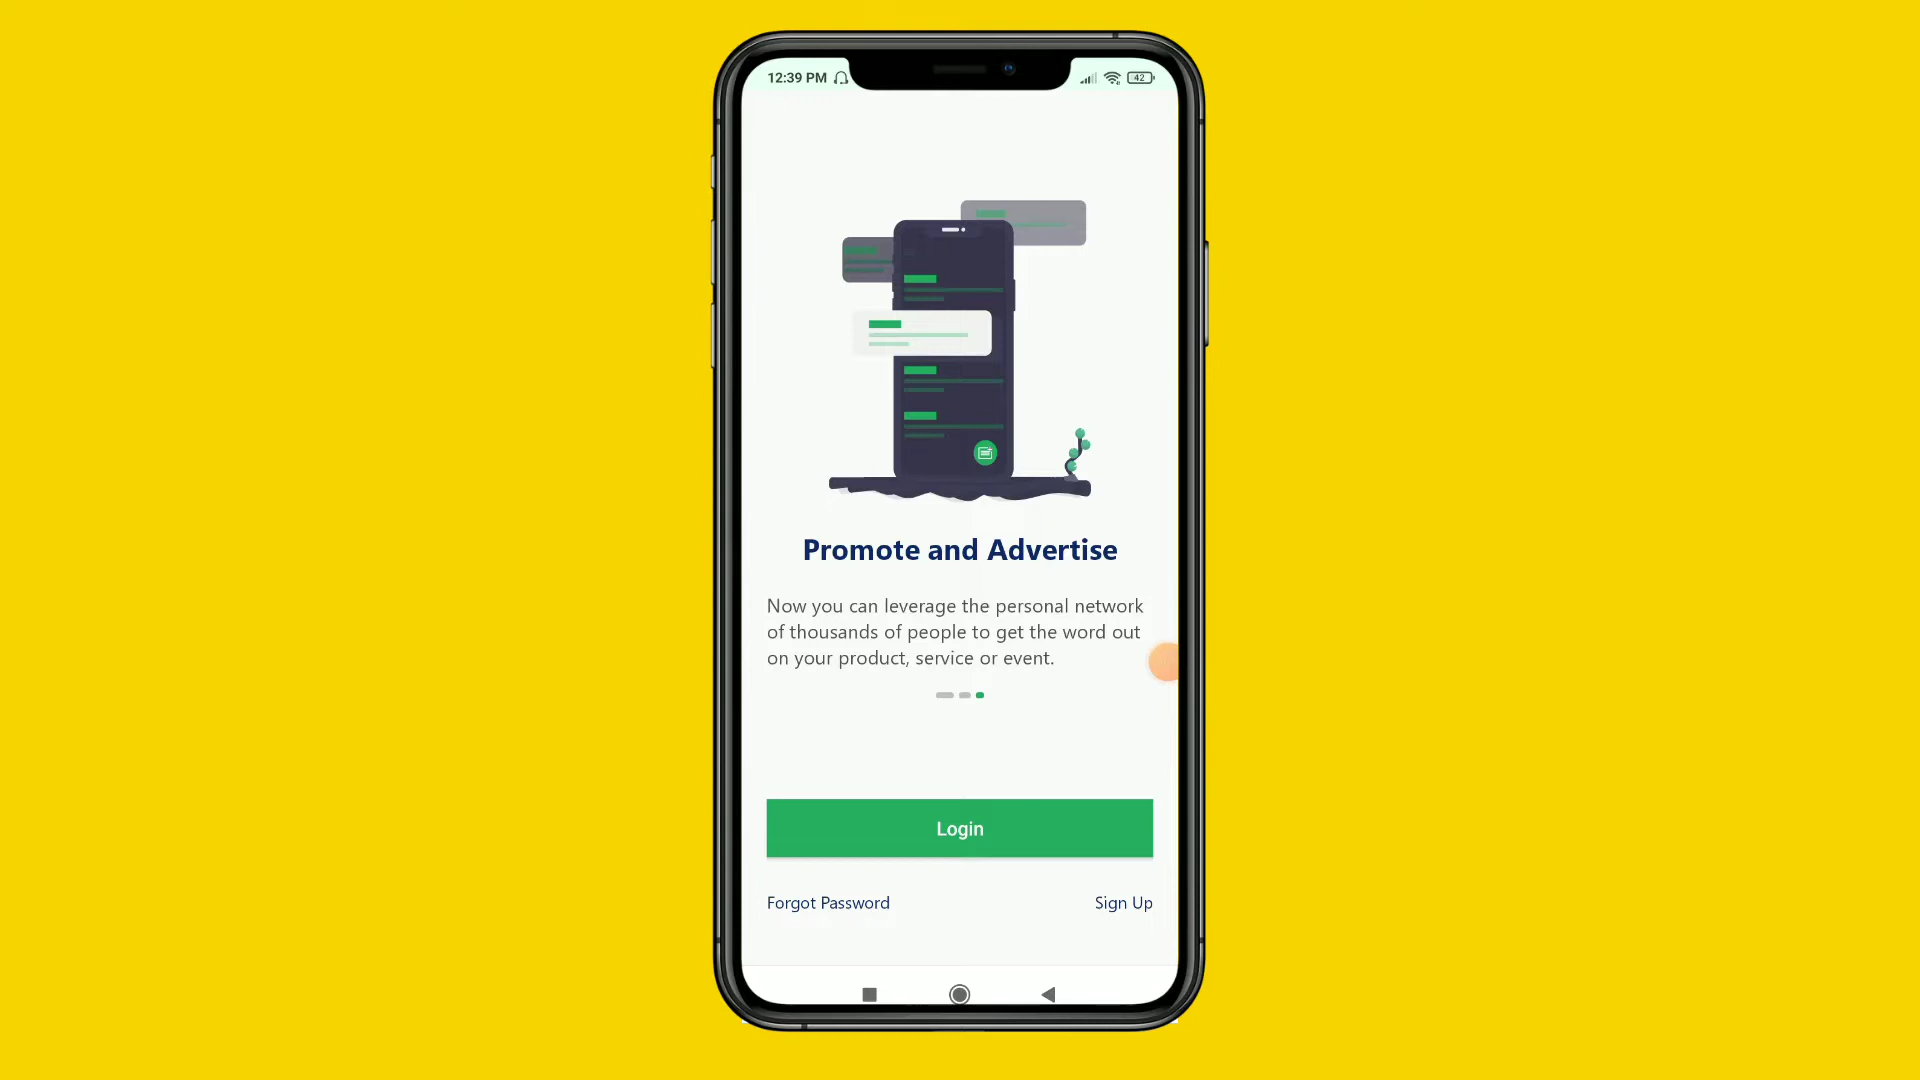 12:39 PM
42
Promote and Advertise
Now you can leverage the personal network
of thousands of people to get the word out
on your product, service or event.
Login
Forgot Password
Sign Up